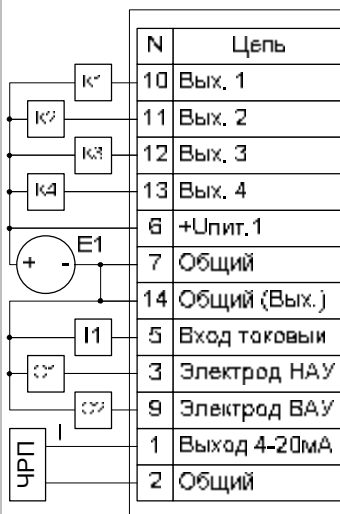 N Цепь
К1 10 Вых. 1
К2 11 Вых. 2
К3 12 Вых. 3
К4 13 Вых. 4
6 +Uпит.1
E1
+ - 7 Общий
14 Общий (Вых.)
I1 5 Вход токовыи
3 Электрод НАУ
9 Электрод ВАУ
I 1 Выход 4-20мА
ЧРП 2 Общий